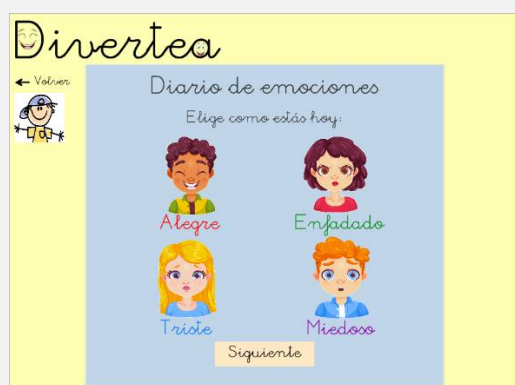 Divertea
← Volver
Diario de emociones
Elige como estás hoy:
Alegre
Enfadado
Triste
Miedoso
Siguiente